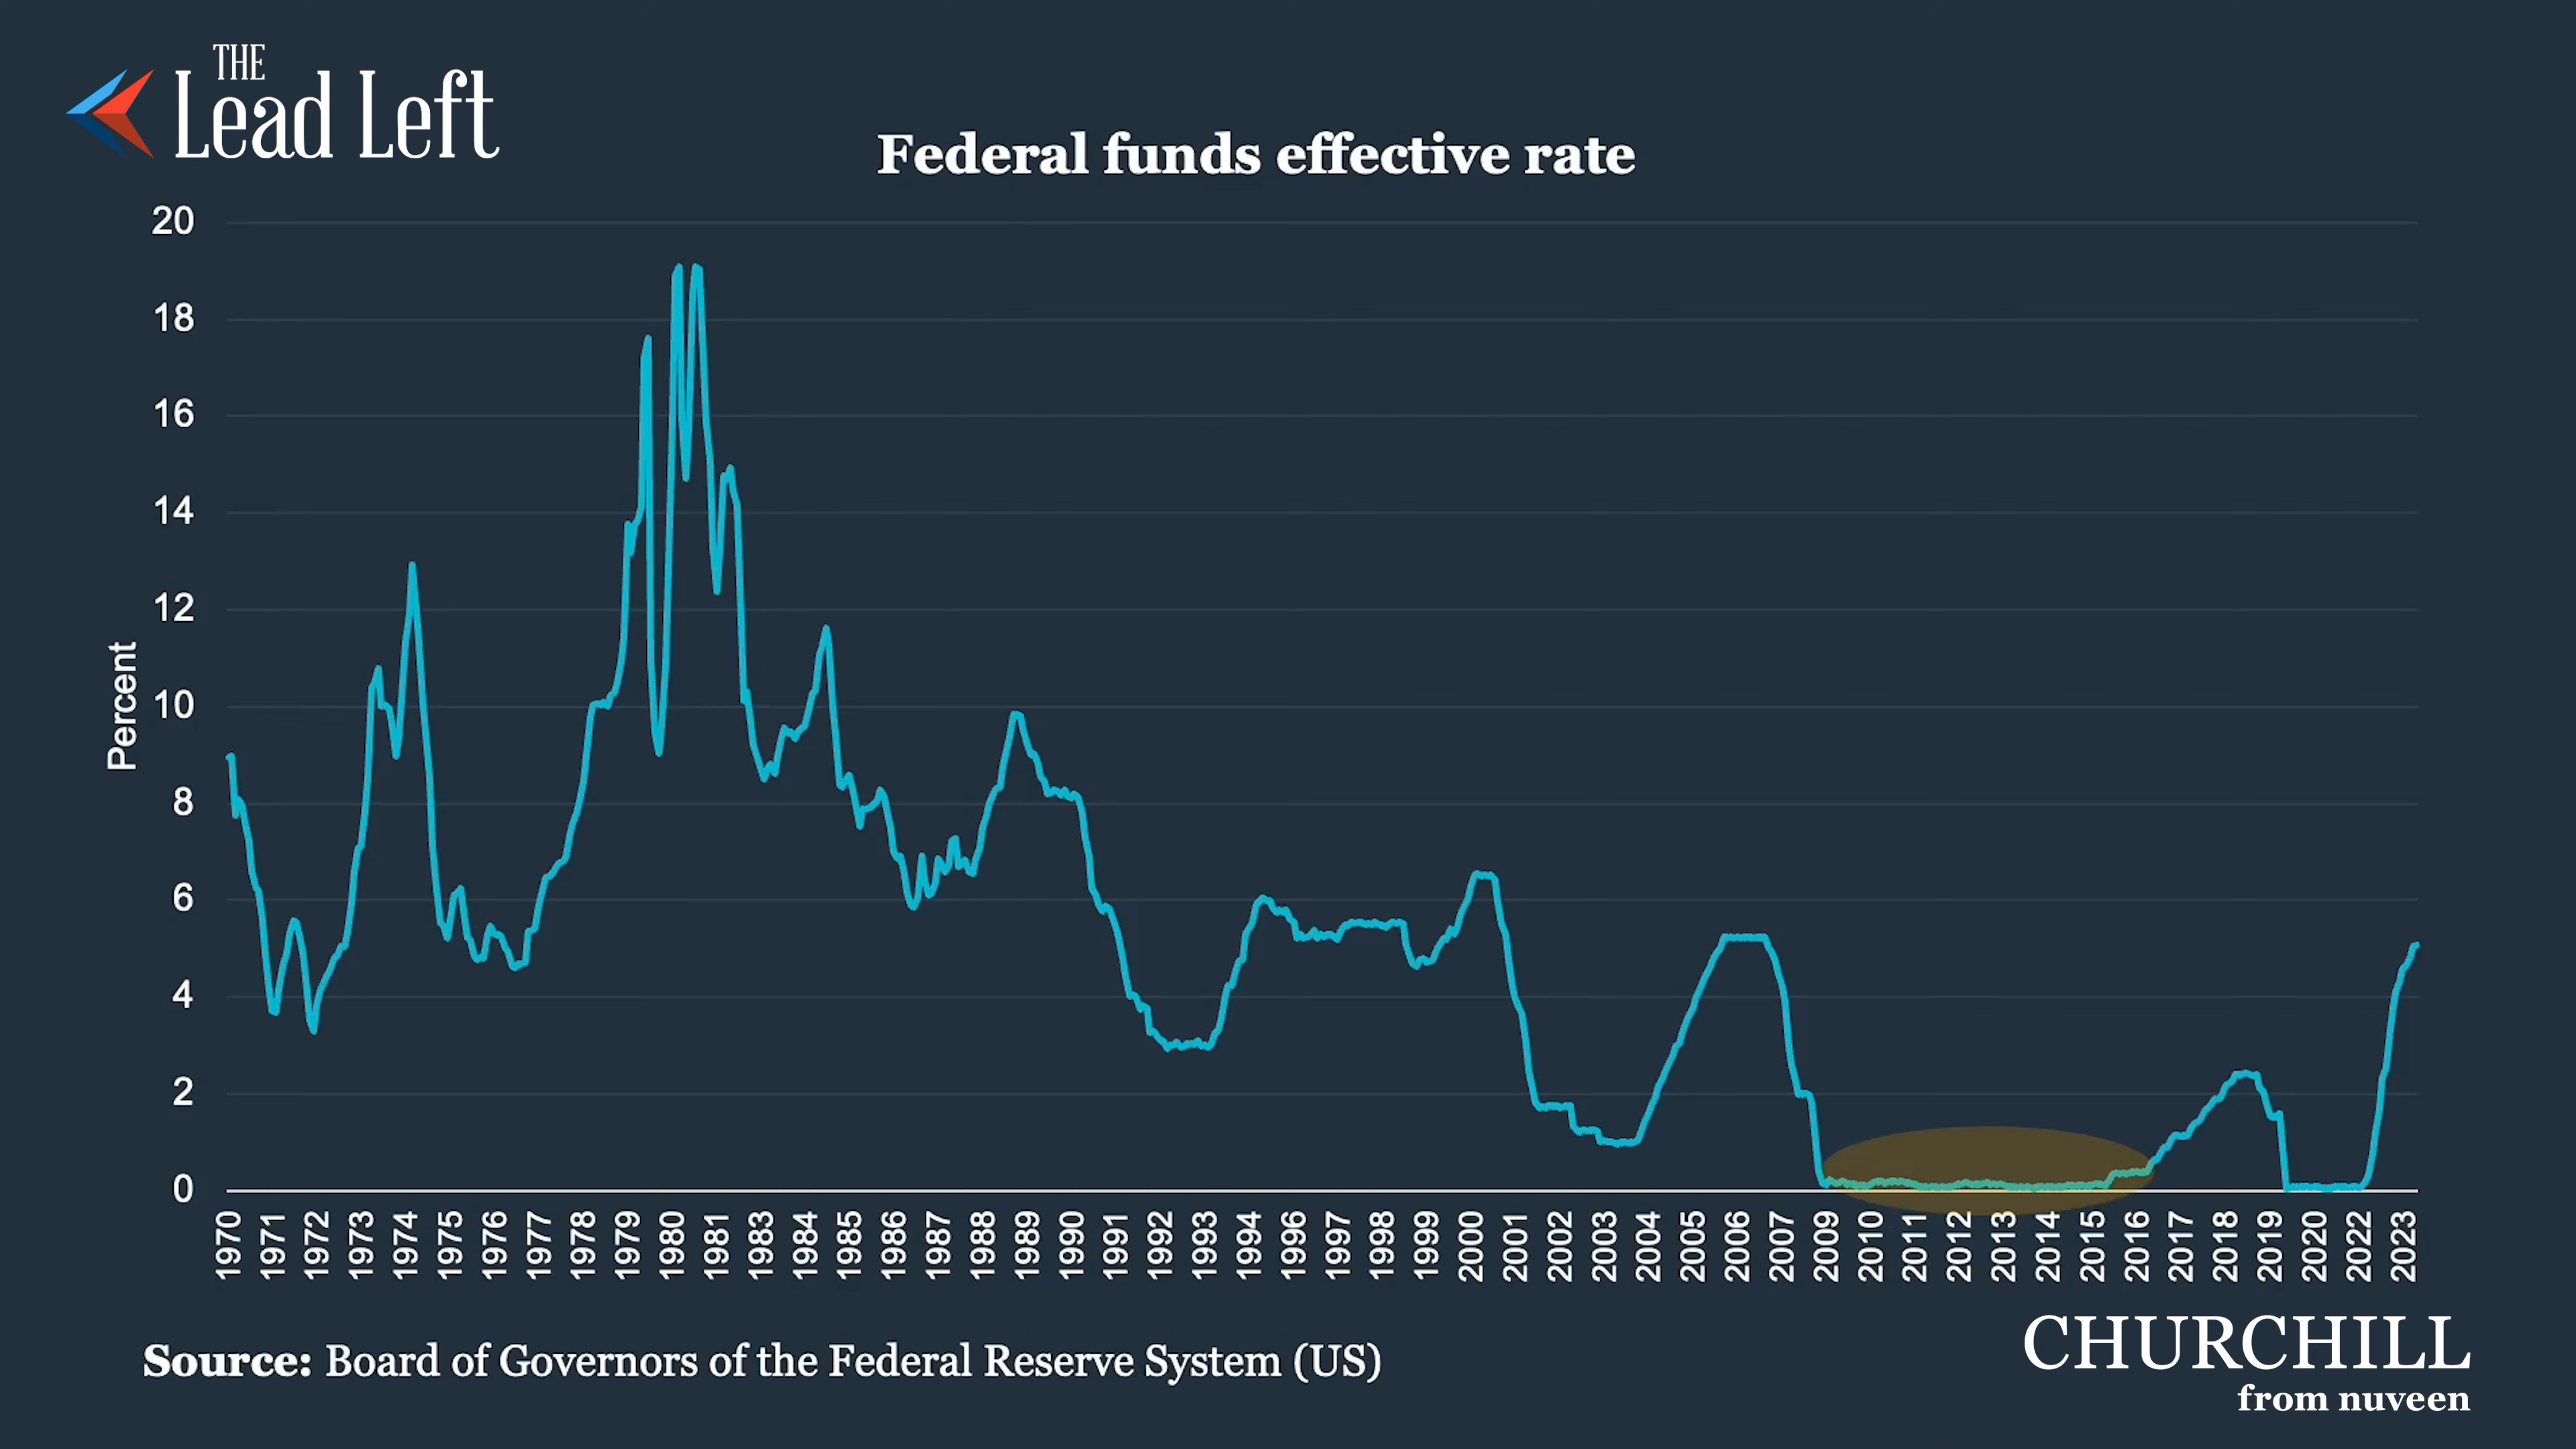 THE
Lead Left
Federal funds effective rate
Percent
20
18
16
14
12
10
8
6
4
2
0
1970 1971 1972 1973 1974 1975 1976 1977 1978 1979 1980 1981 1983 1984 1985 1986 1987 1988 1989 1990 1991 1992 1993 1994 1996 1997 1998 1999 2000 2001 2002 2003 2004 2005 2006 2007 2009 2010 2011 2012 2013 2014 2015 2016 2017 2018 2019 2020 2022 2023
Source: Board of Governors of the Federal Reserve System (US)
CHURCHILL
from nuveen